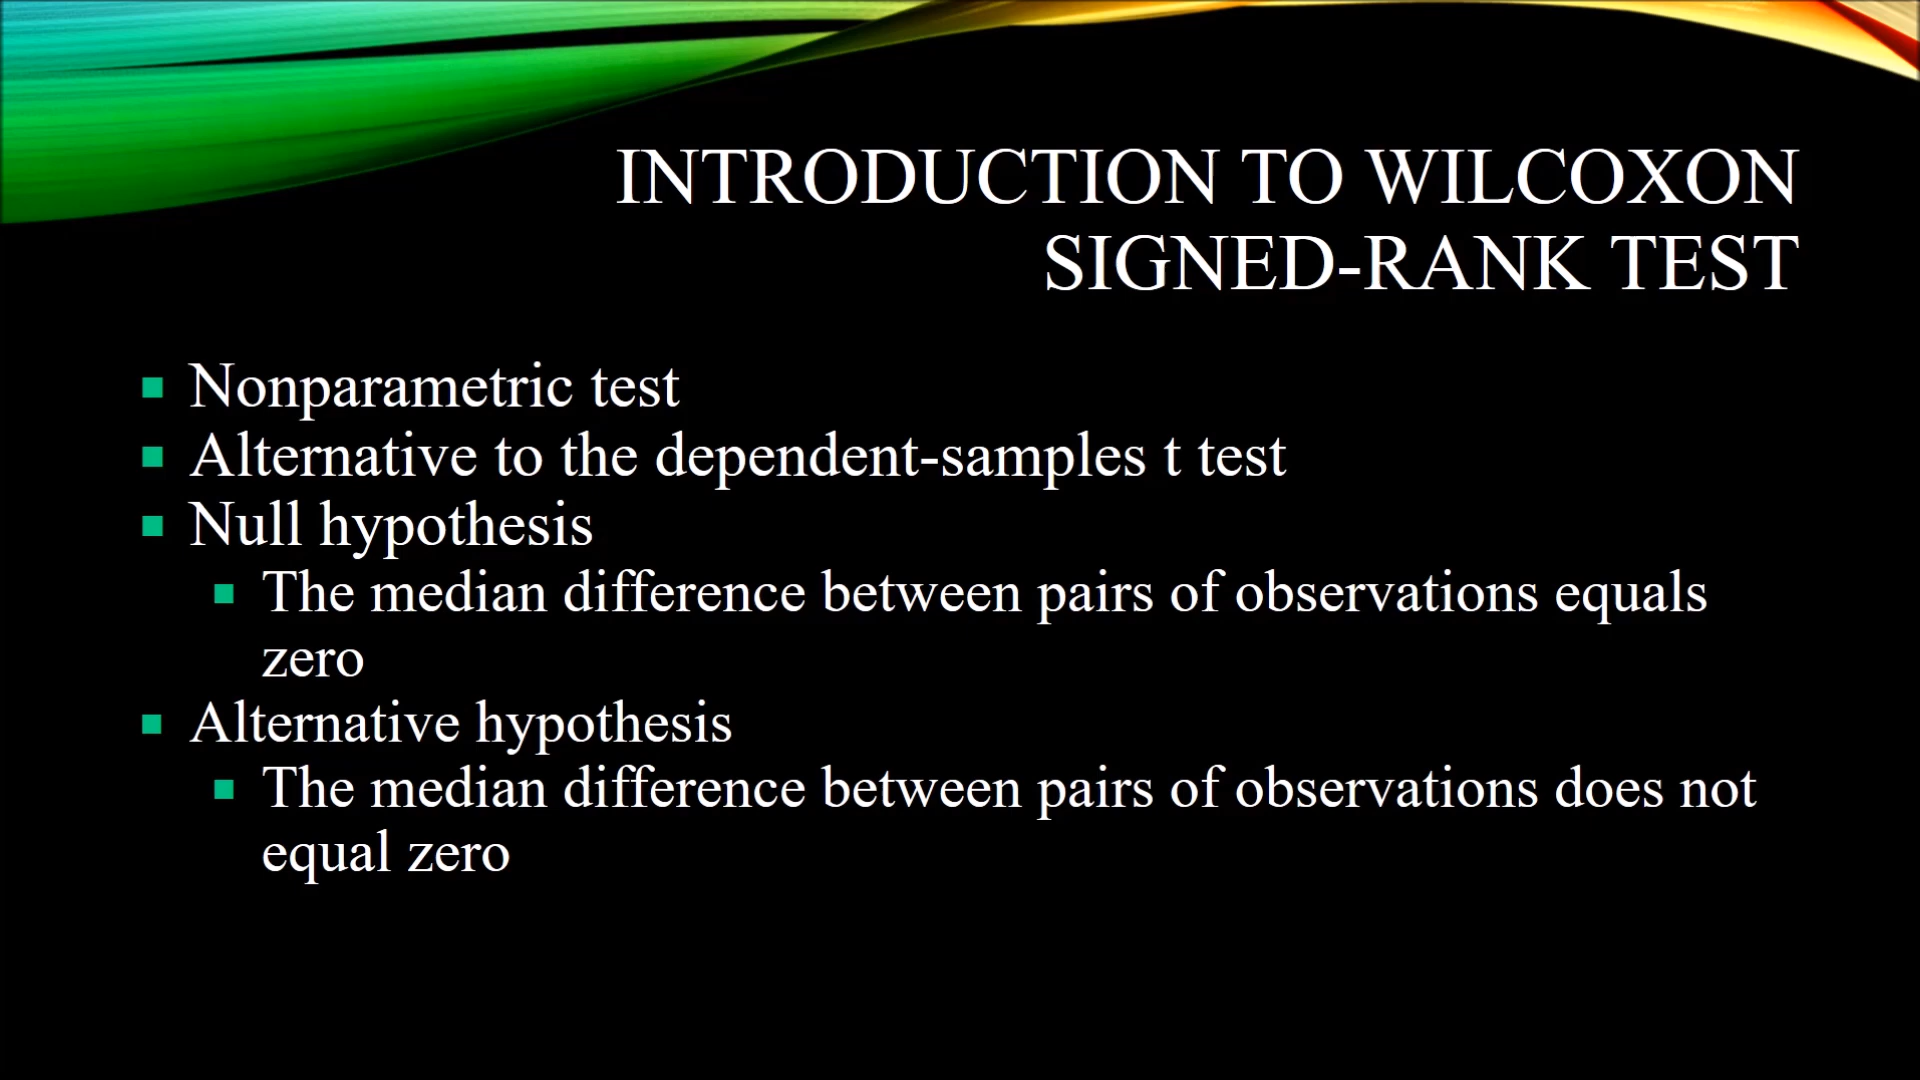 INTRODUCTION TO WILCOXON
SIGNED-RANK TEST
Nonparametric test
Alternative to the dependent-samples t test
Null hypothesis
The median difference between pairs of observations equals
zero
Alternative hypothesis
The median difference between pairs of observations does not
equal zero